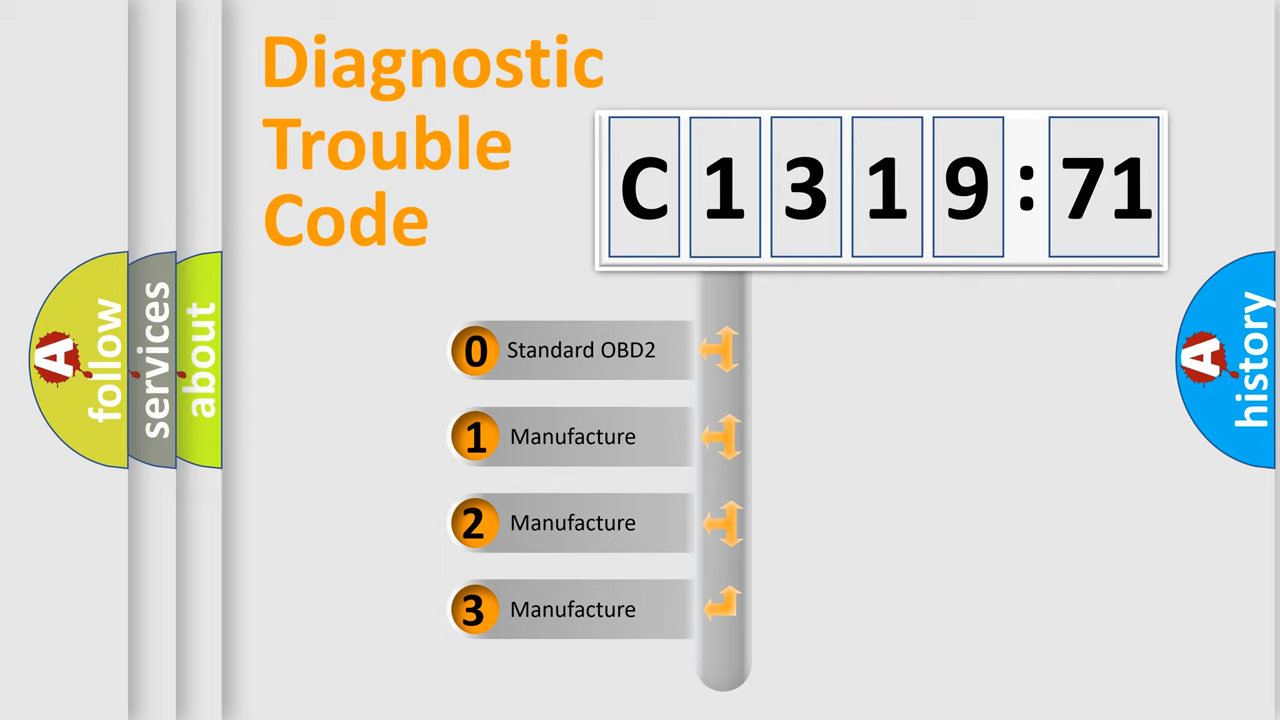 Diagnostic
Trouble
Code
C 1 3 1 9 : 71
0 Standard OBD2
1 Manufacture
2 Manufacture
3 Manufacture
A follow
services
about
A history